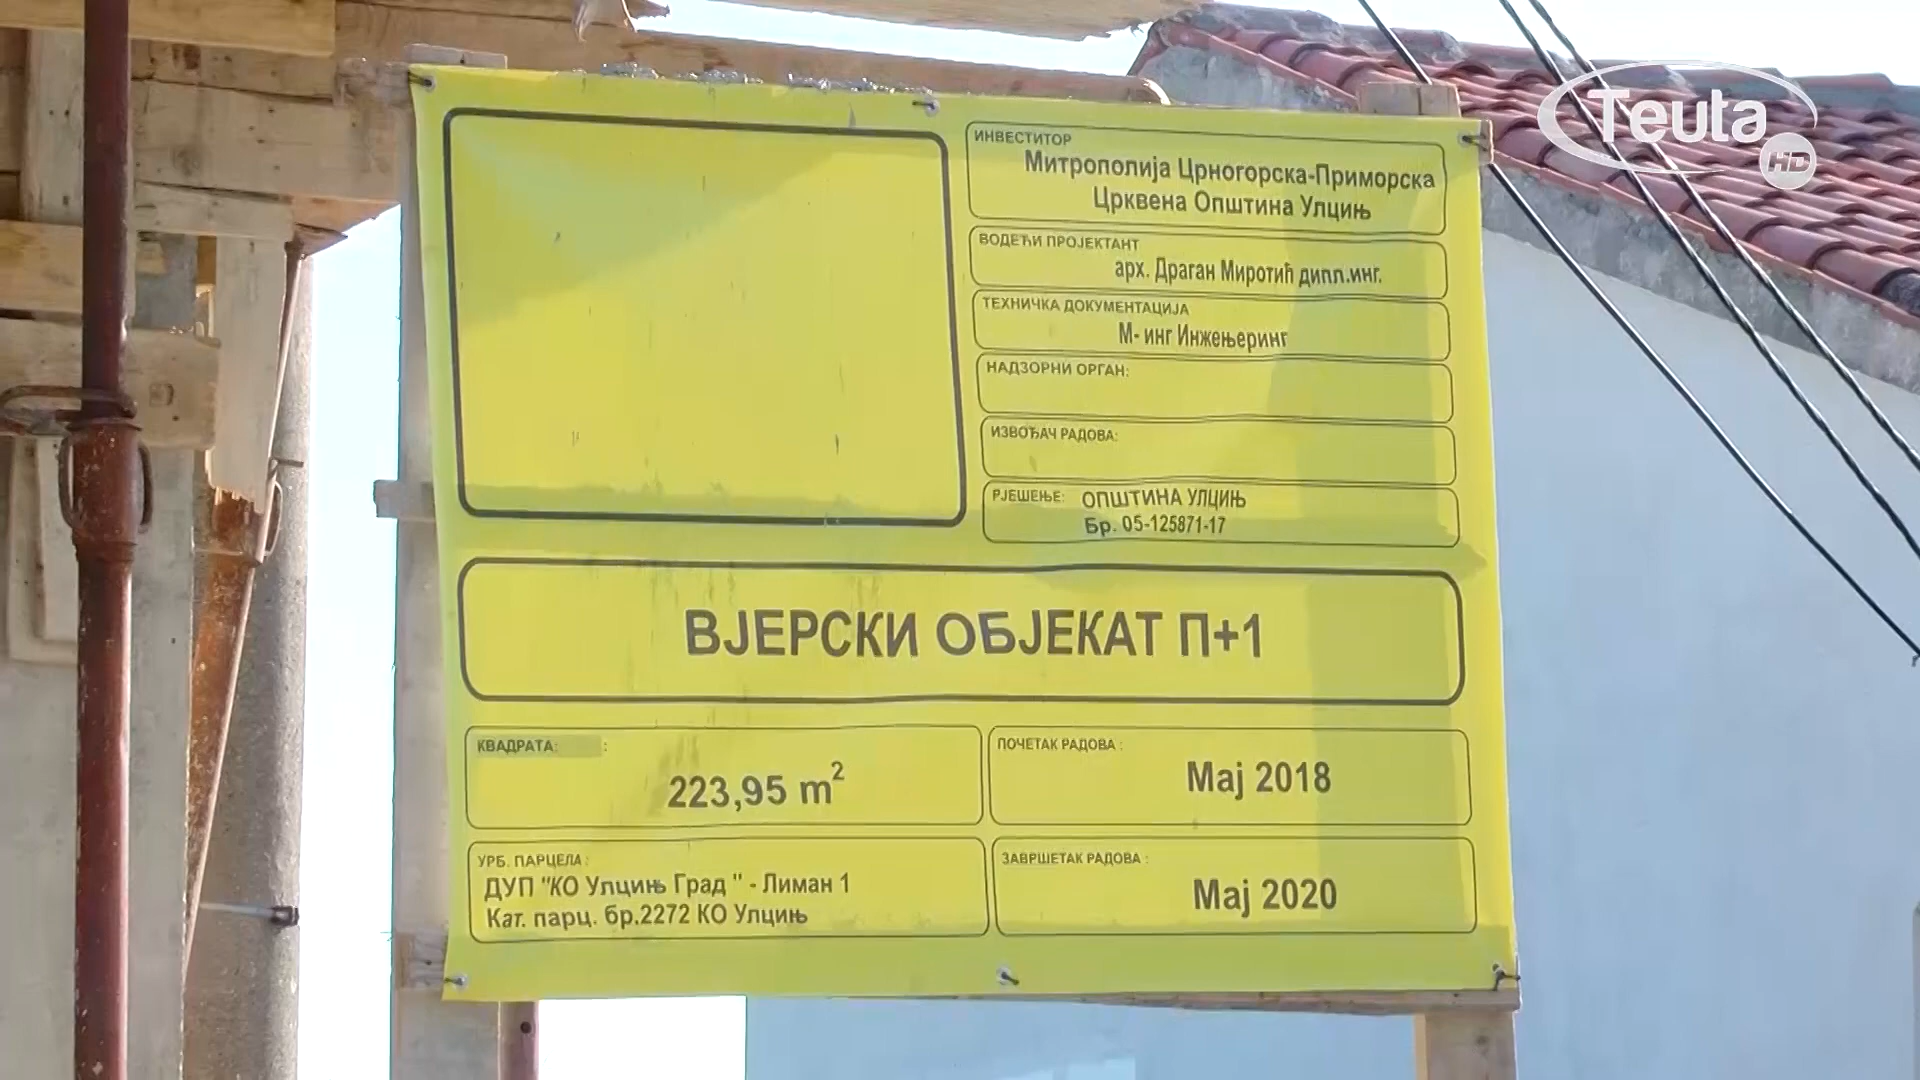 Teuta
HD
ИНВЕСТИТОР
Митрополија Црногорска-Приморска
Црквена Општина Улцињ
ВОДЕЋИ ПРОЈЕКТАНТ
арх. Драган Миротић дипл.инг.
ТЕХНИЧКА ДОКУМЕНТАЦИЈА
М- инг Инжењеринг
НАДЗОРНИ ОРГАН:
ИЗВОЂАЧ РАДОВА:
РЈЕШЕЊЕ: ОПШТИНА УЛЦИЊ
Бр. 05-125871-17
ВЈЕРСКИ ОБЈЕКАТ П+1
КВАДРАТА: :
223,95 m²
ПОЧЕТАК РАДОВА :
Мај 2018
УРБ. ПАРЦЕЛА :
ДУП "КО Улцињ Град " - Лиман 1
Кат. парц. бр.2272 КО Улцињ
ЗАВРШЕТАК РАДОВА :
Мај 2020